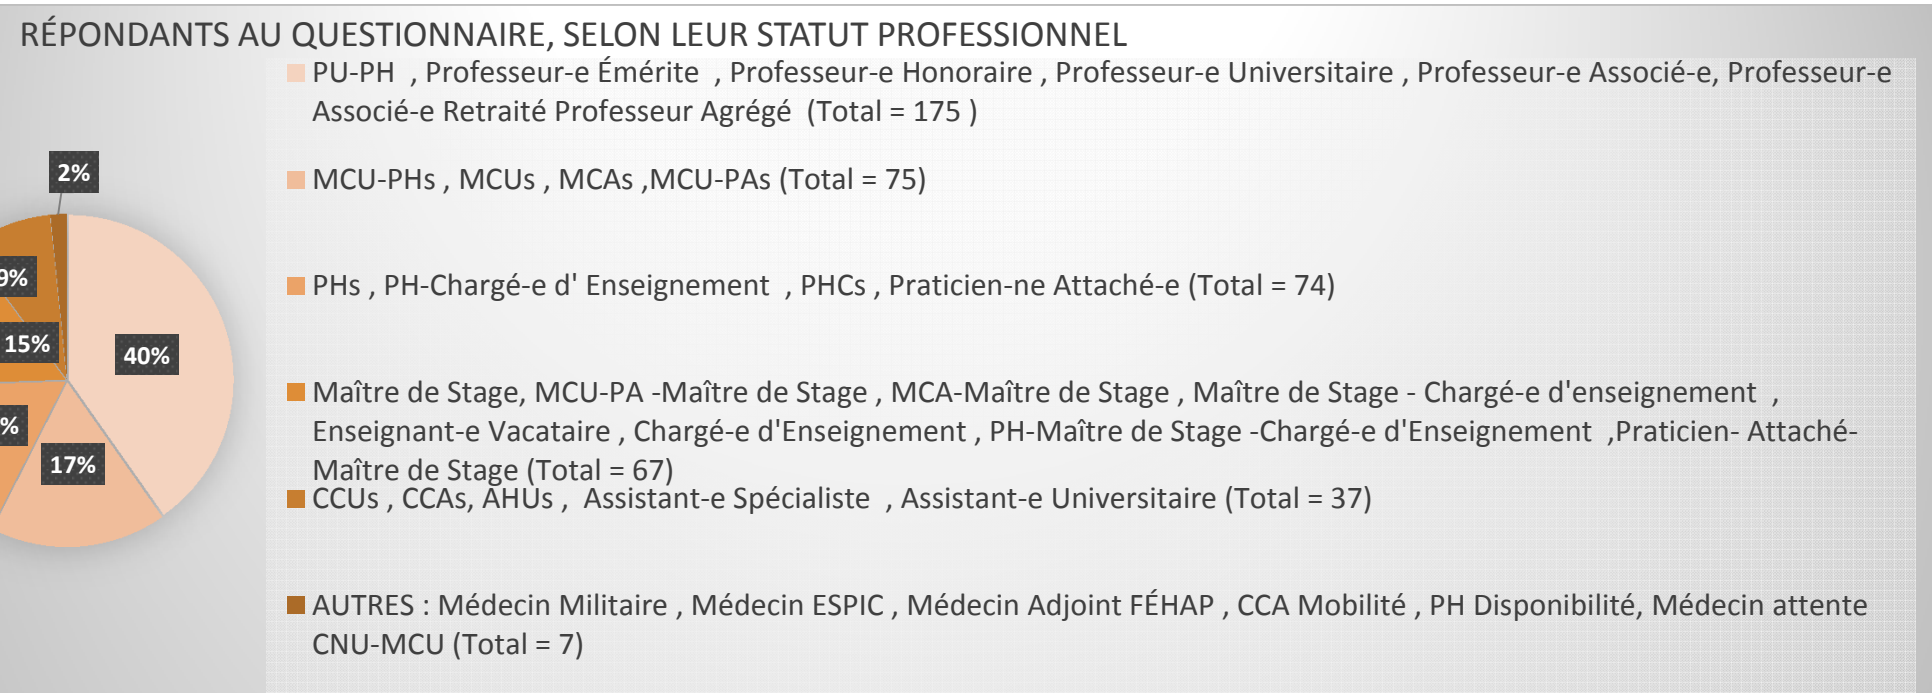 RÉPONDANTS AU QUESTIONNAIRE, SELON LEUR STATUT PROFESSIONNEL
PU-PH , Professeur-e Émérite , Professeur-e Honoraire , Professeur-e Universitaire , Professeur-e Associé-e, Professeur-e
Associé-e Retraité Professeur Agrégé (Total = 175 )
2%
MCU-PHs , MCUs , MCAs ,MCU-PAs (Total = 75)
9%
PHs , PH-Chargé-e d' Enseignement , PHCs , Praticien-ne Attaché-e (Total = 74)
15%
40%
Maître de Stage, MCU-PA -Maître de Stage , MCA-Maître de Stage , Maître de Stage - Chargé-e d'enseignement ,
Enseignant-e Vacataire , Chargé-e d'Enseignement , PH-Maître de Stage -Chargé-e d'Enseignement ,Praticien- Attaché-
Maître de Stage (Total = 67)
%
17%
CCUs , CCAs, AHUs , Assistant-e Spécialiste , Assistant-e Universitaire (Total = 37)
AUTRES : Médecin Militaire , Médecin ESPIC , Médecin Adjoint FÉHAP , CCA Mobilité , PH Disponibilité, Médecin attente
CNU-MCU (Total = 7)